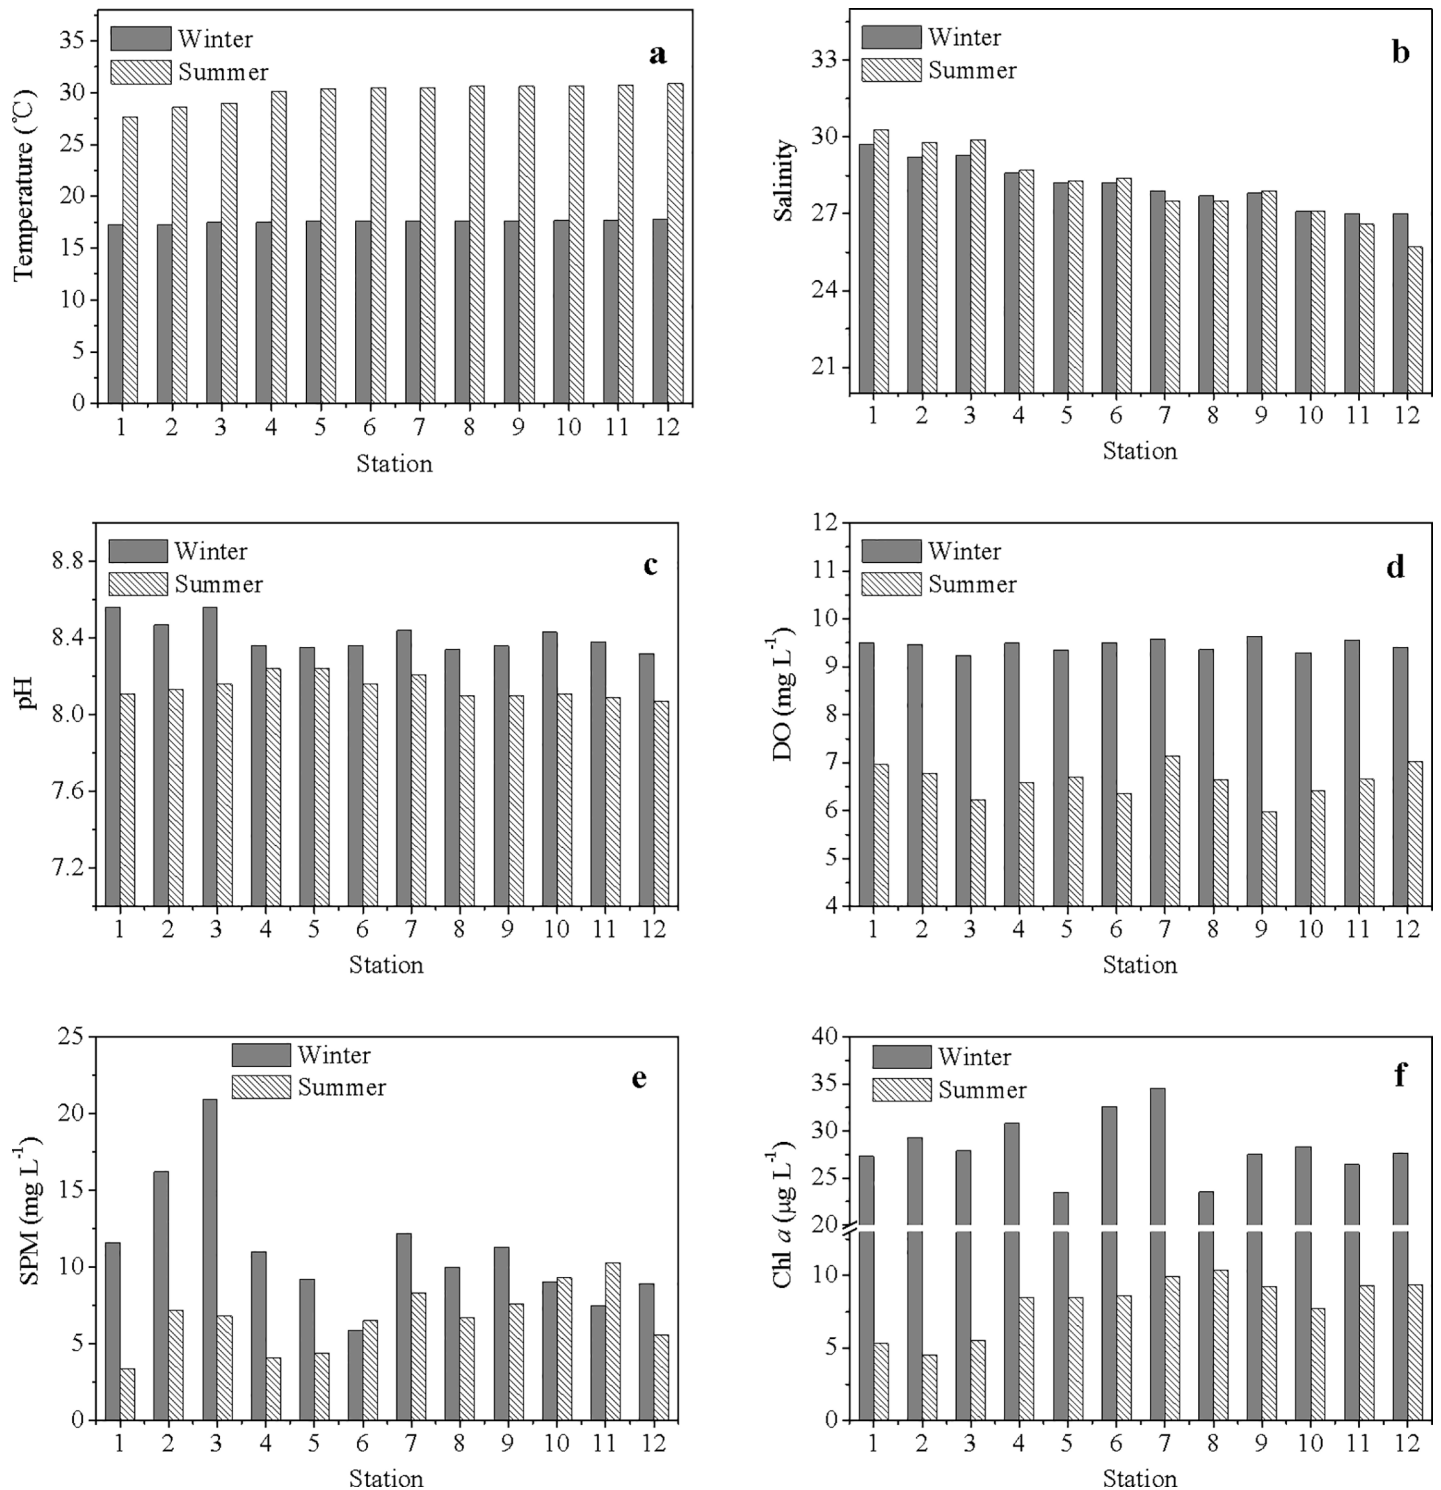 a
Winter
Summer
Temperature (℃)
35
30
25
20
15
10
5
0
1 2 3 4 5 6 7 8 9 10 11 12
Station
b
Winter
Summer
Salinity
33
30
27
24
21
1 2 3 4 5 6 7 8 9 10 11 12
Station
c
Winter
Summer
pH
8.8
8.4
8.0
7.6
7.2
1 2 3 4 5 6 7 8 9 10 11 12
Station
d
Winter
Summer
DO (mg L⁻¹)
12
11
10
9
8
7
6
5
4
1 2 3 4 5 6 7 8 9 10 11 12
Station
e
Winter
Summer
SPM (mg L⁻¹)
25
20
15
10
5
0
1 2 3 4 5 6 7 8 9 10 11 12
Station
f
Winter
Summer
Chl a (μg L⁻¹)
40
35
30
25
20
10
5
0
1 2 3 4 5 6 7 8 9 10 11 12
Station